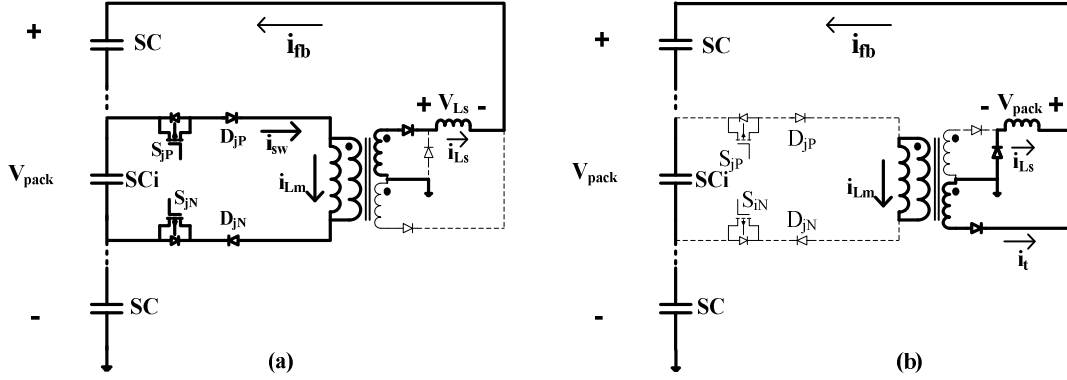 +
SC
i_fb
+ V_Ls -
S_jP
D_jP
i_sw
i_Ls
V_pack
SCi
i_Lm
S_jN
D_jN
SC
-
(a)
+
SC
i_fb
- V_pack +
S_jP
D_jP
i_Ls
V_pack
SCi
i_Lm
S_iN
D_jN
i_t
SC
-
(b)